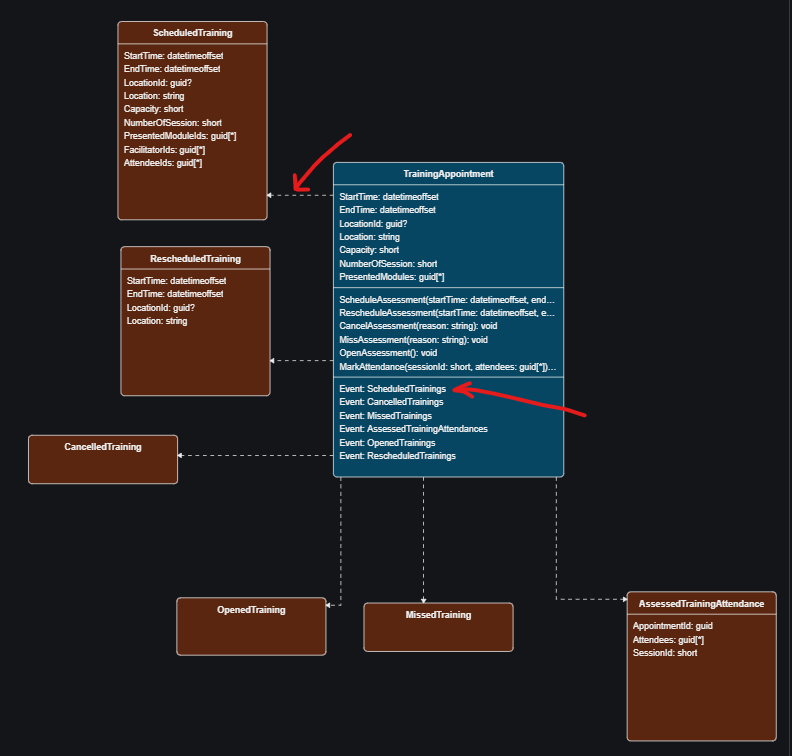 ScheduledTraining
StartTime: datetimeoffset
EndTime: datetimeoffset
LocationId: guid?
Location: string
Capacity: short
NumberOfSession: short
PresentedModuleIds: guid[*]
FacilitatorIds: guid[*]
AttendeeIds: guid[*]
TrainingAppointment
StartTime: datetimeoffset
EndTime: datetimeoffset
LocationId: guid?
Location: string
Capacity: short
NumberOfSession: short
PresentedModules: guid[*]
ScheduleAssessment(startTime: datetimeoffset, end...
RescheduleAssessment(startTime: datetimeoffset, e...
CancelAssessment(reason: string): void
MissAssessment(reason: string): void
OpenAssessment(): void
MarkAttendance(sessionId: short, attendees: guid[*])...
Event: ScheduledTrainings
Event: CancelledTrainings
Event: MissedTrainings
Event: AssessedTrainingAttendances
Event: OpenedTrainings
Event: RescheduledTrainings
RescheduledTraining
StartTime: datetimeoffset
EndTime: datetimeoffset
LocationId: guid?
Location: string
CancelledTraining
OpenedTraining
MissedTraining
AssessedTrainingAttendance
AppointmentId: guid
Attendees: guid[*]
SessionId: short